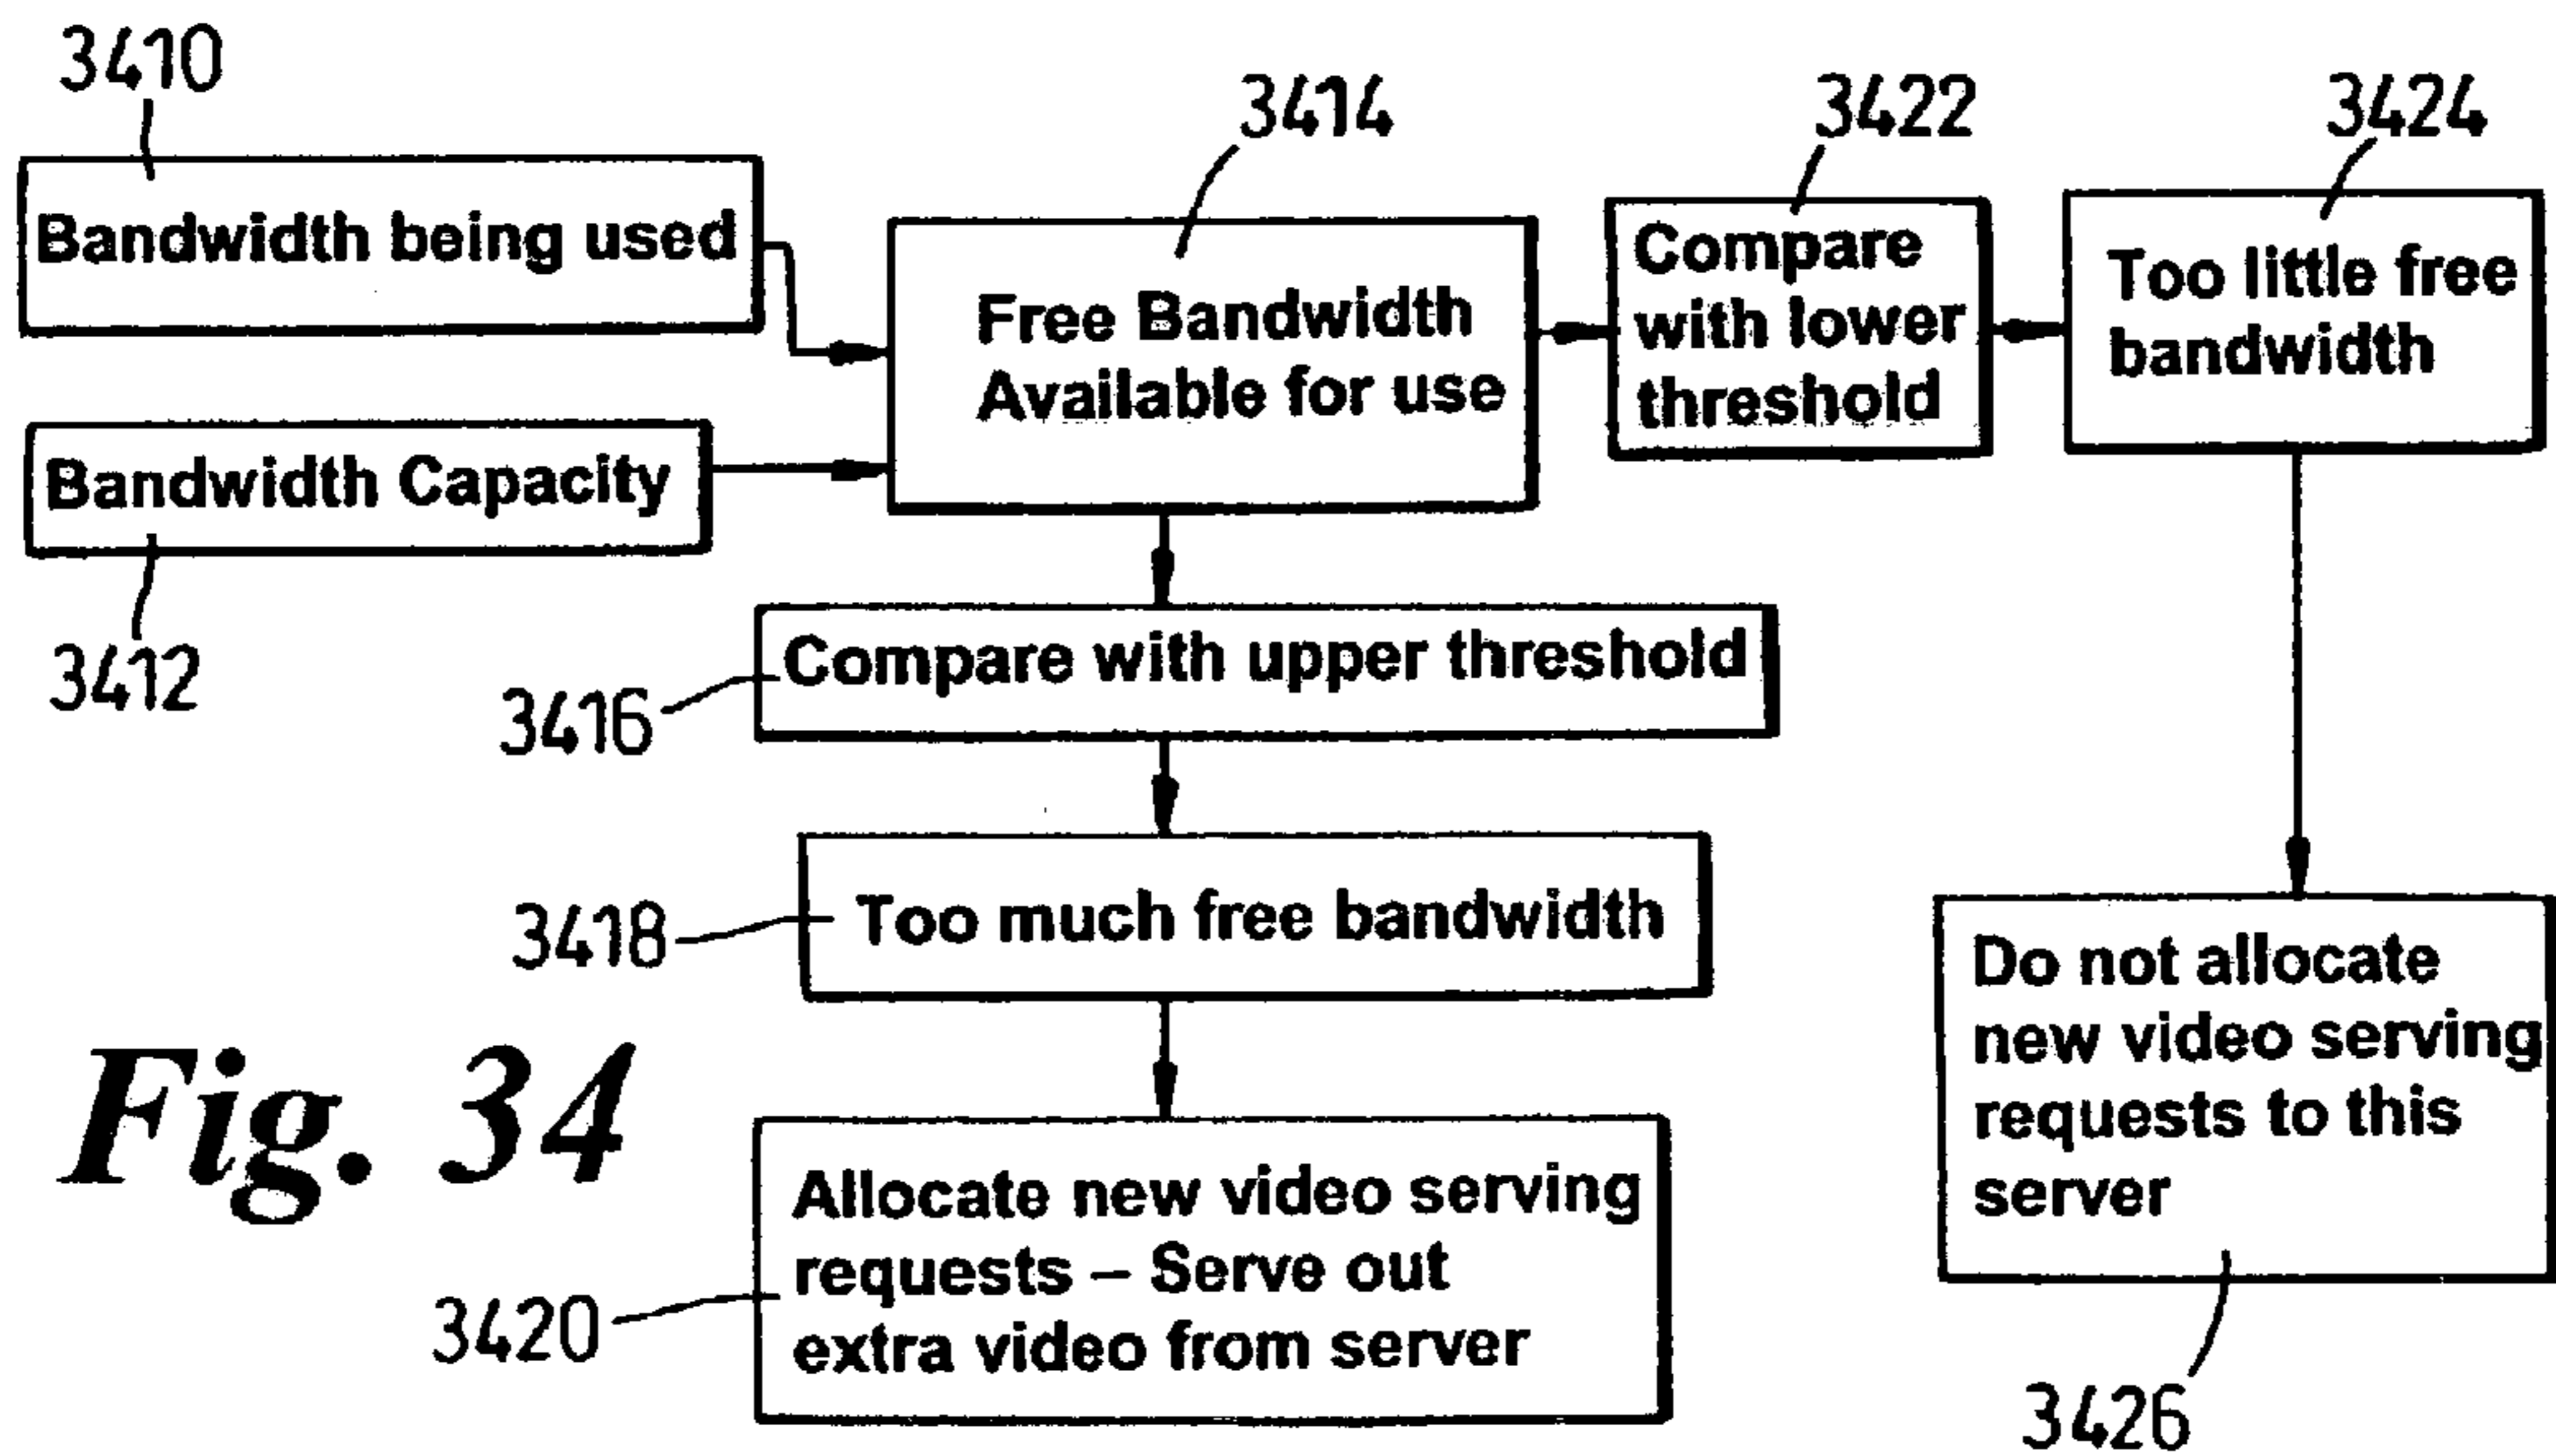 3410
3414
3422
3424
Bandwidth being used
Free Bandwidth
Available for use
Compare
with lower
threshold
Too little free
bandwidth
Bandwidth Capacity
3412
Compare with upper threshold
3416
Too much free bandwidth
3418
Do not allocate
new video serving
requests to this
server
Fig. 34
Allocate new video serving
requests – Serve out
extra video from server
3420
3426